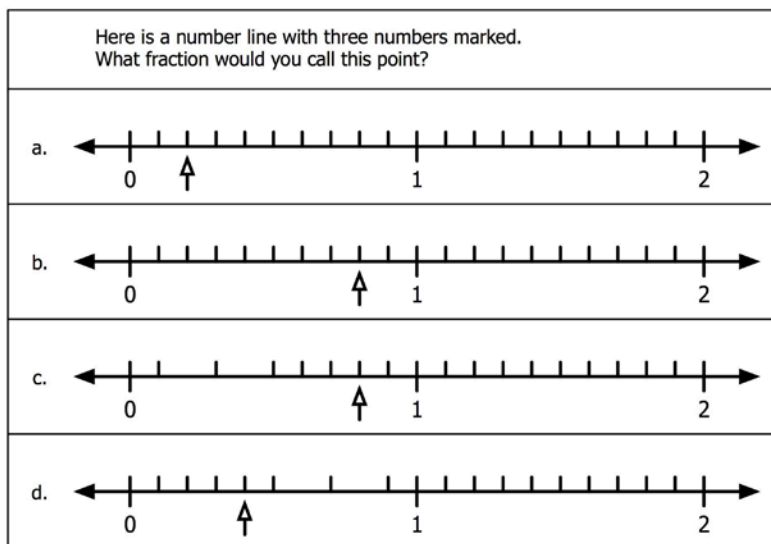 Here is a number line with three numbers marked.
What fraction would you call this point?
a.
0 1 2
b.
0 1 2
c.
0 1 2
d.
0 1 2